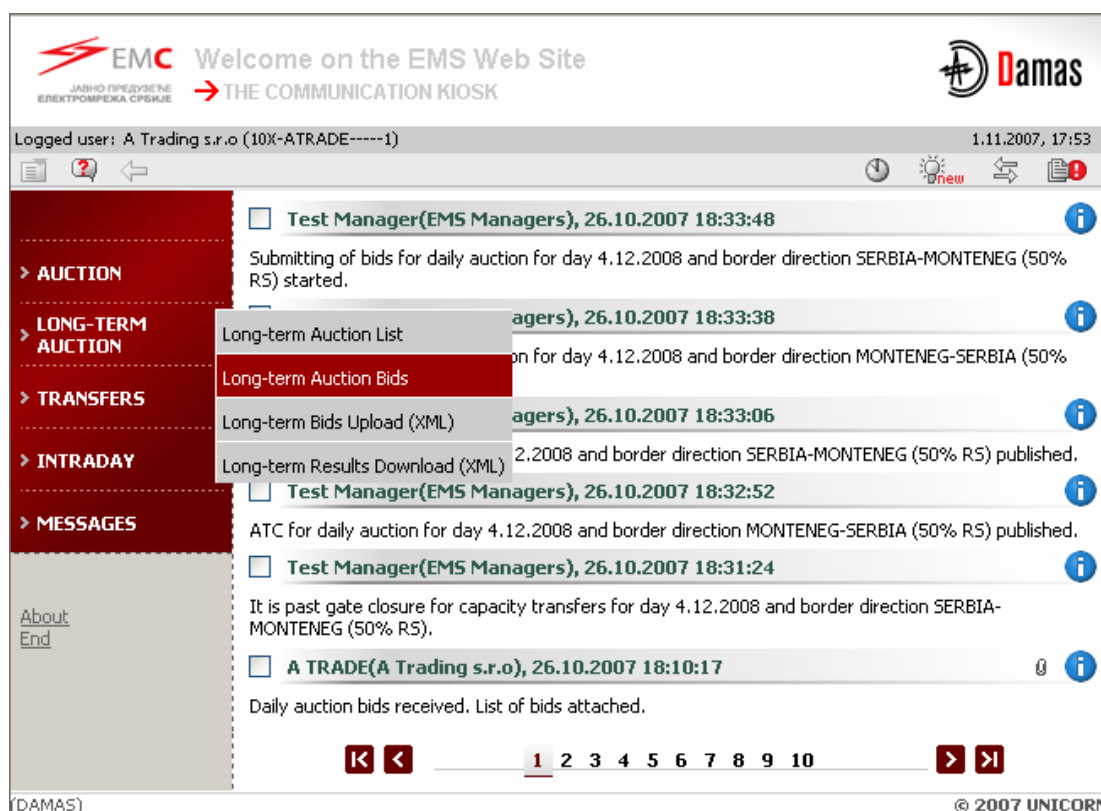 EMC
ЈАВНО ПРЕДУЗЕЋЕ
ЕЛЕКТРОМРЕЖА СРБИЈЕ
Welcome on the EMS Web Site
THE COMMUNICATION KIOSK
Damas
Logged user: A Trading s.r.o (10X-ATRADE-----1)
1.11.2007, 17:53
new
AUCTION
LONG-TERM
AUCTION
TRANSFERS
INTRADAY
MESSAGES
About
End
Long-term Auction List
Long-term Auction Bids
Long-term Bids Upload (XML)
Long-term Results Download (XML)
Test Manager(EMS Managers), 26.10.2007 18:33:48
Submitting of bids for daily auction for day 4.12.2008 and border direction SERBIA-MONTENEG (50%
RS) started.
agers), 26.10.2007 18:33:38
on for day 4.12.2008 and border direction MONTENEG-SERBIA (50%
agers), 26.10.2007 18:33:06
2.2008 and border direction SERBIA-MONTENEG (50% RS) published.
Test Manager(EMS Managers), 26.10.2007 18:32:52
ATC for daily auction for day 4.12.2008 and border direction MONTENEG-SERBIA (50% RS) published.
Test Manager(EMS Managers), 26.10.2007 18:31:24
It is past gate closure for capacity transfers for day 4.12.2008 and border direction SERBIA-
MONTENEG (50% RS).
A TRADE(A Trading s.r.o), 26.10.2007 18:10:17
Daily auction bids received. List of bids attached.
1 2 3 4 5 6 7 8 9 10
(DAMAS)
© 2007 UNICORN